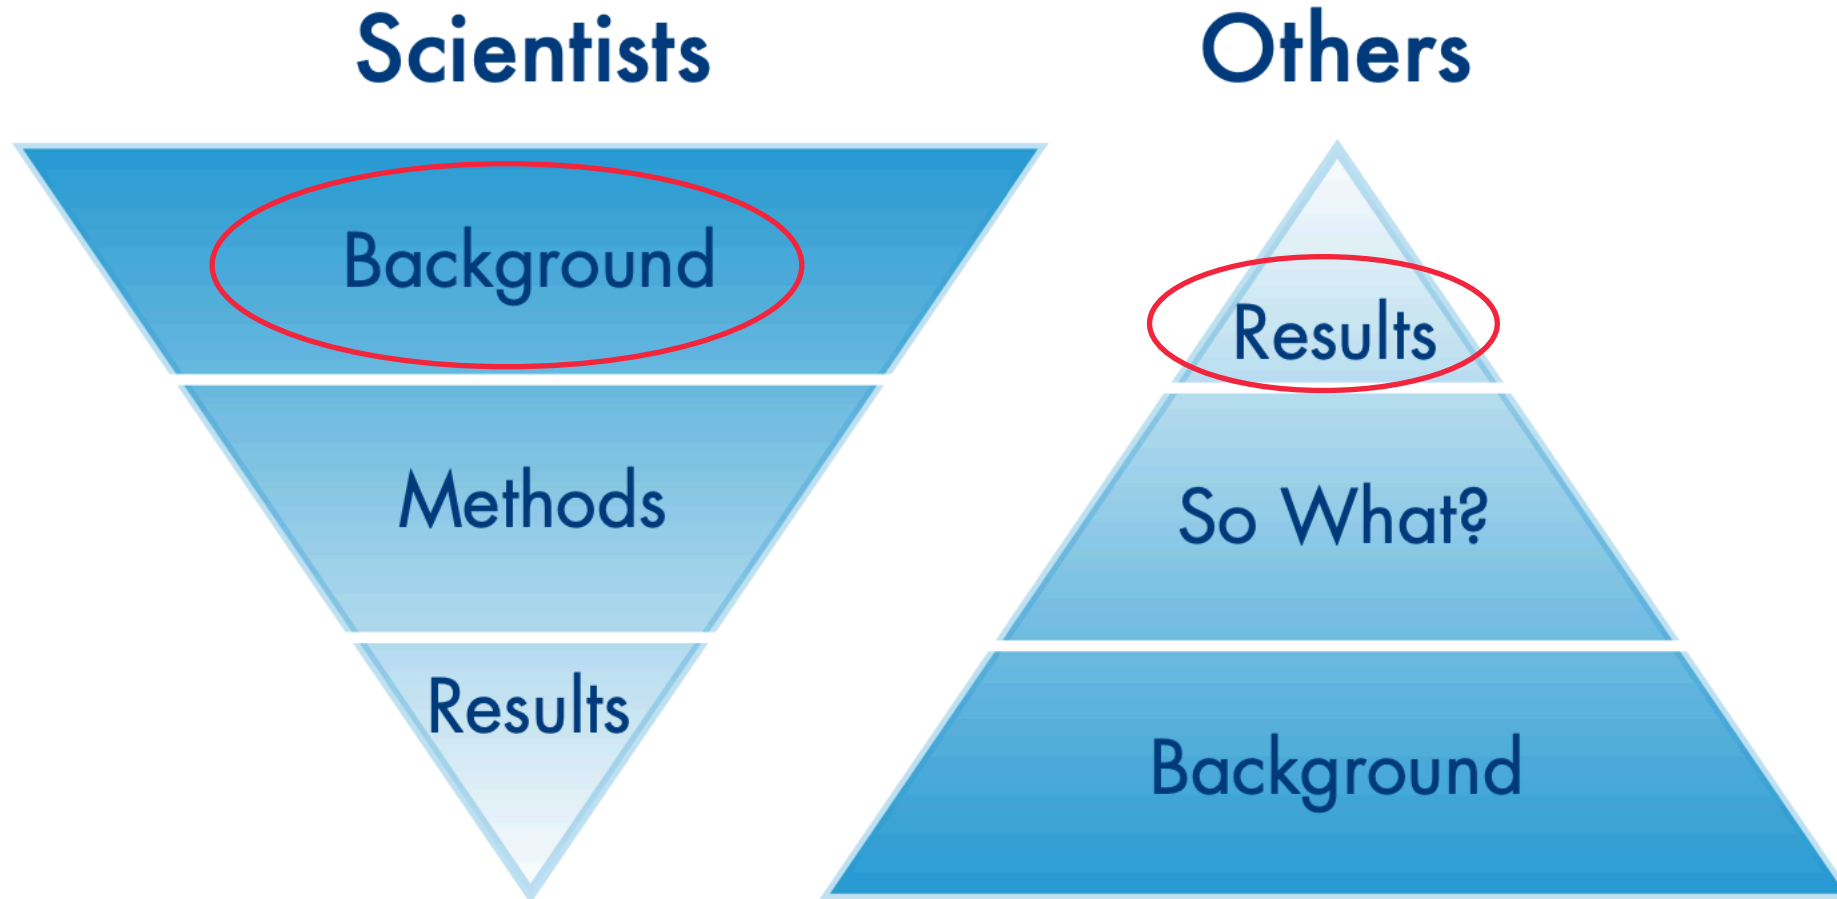 Scientists
Background
Methods
Results
Others
Results
So What?
Background